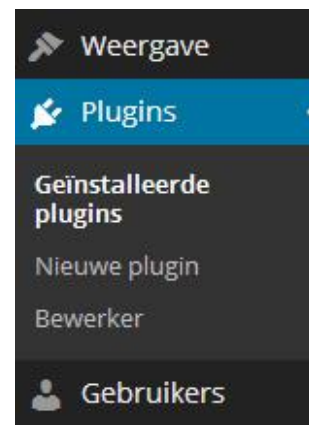 Weergave
Plugins
Geïnstalleerde
plugins
Nieuwe plugin
Bewerker
Gebruikers